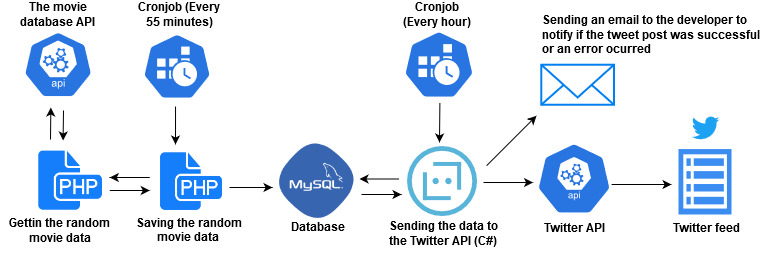 The movie
database API
Cronjob (Every
55 minutes)
Cronjob
(Every hour)
Sending an email to the developer to
notify if the tweet post was successful
or an error ocurred
api
PHP
PHP
MySQL
api
Gettin the random
movie data
Saving the random
movie data
Database
Sending the data to
the Twitter API (C#)
Twitter API
Twitter feed